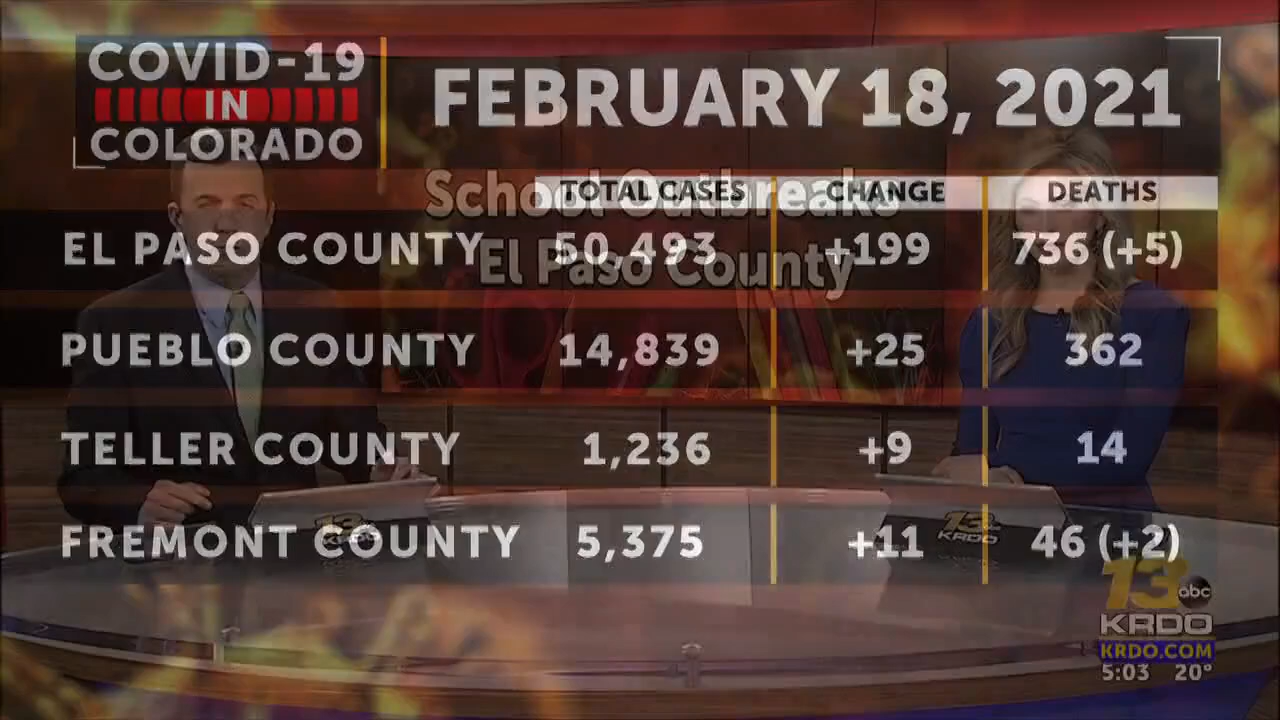 COVID-19
IN
COLORADO
FEBRUARY 18, 2021
School Outbreaks
El Paso County
TOTAL CASES CHANGE DEATHS
EL PASO COUNTY 50,493 +199 736 (+5)
PUEBLO COUNTY 14,839 +25 362
TELLER COUNTY 1,236 +9 14
FREMONT COUNTY 5,375 +11 46 (+2)
13
13
KRDO
13 abc
KRDO
KRDO.COM
5:03 20°